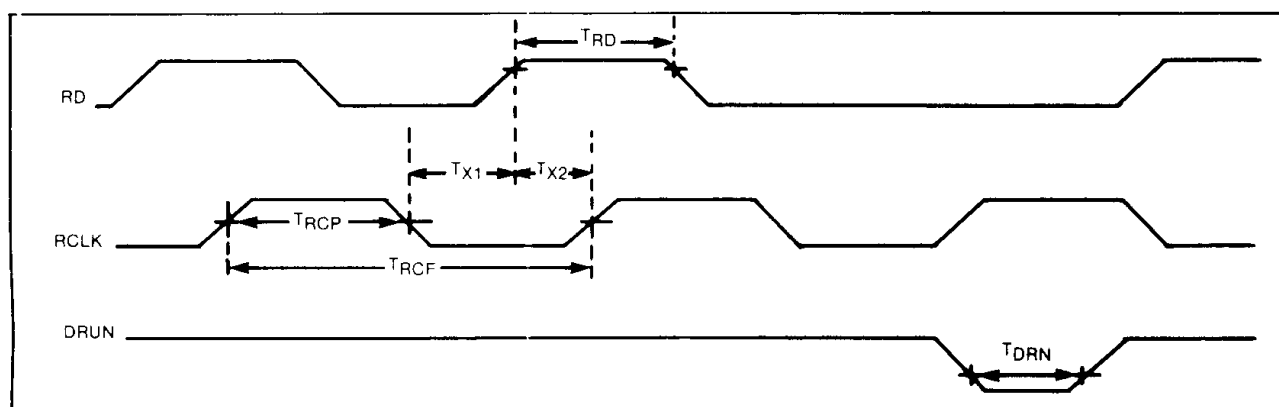 TRD
RD
TX1
TX2
TRCP
RCLK
TRCF
DRUN
TDRN